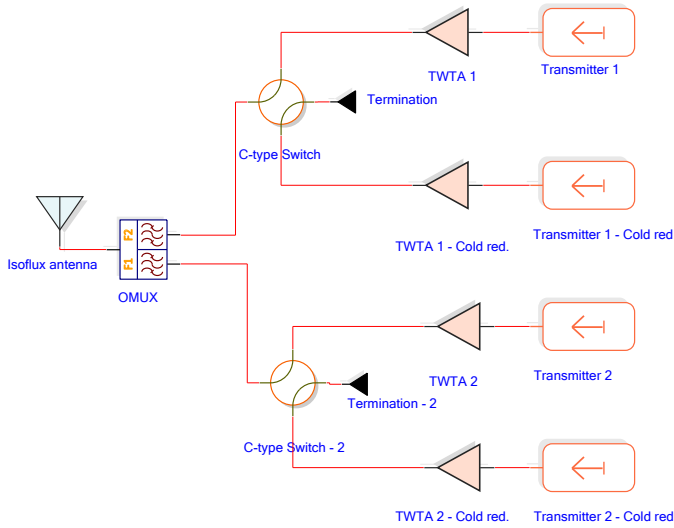 TWTA 1
Transmitter 1
Termination
C-type Switch
TWTA 1 - Cold red.
Transmitter 1 - Cold red
Isoflux antenna
F2
F1
OMUX
TWTA 2
Transmitter 2
Termination - 2
C-type Switch - 2
TWTA 2 - Cold red.
Transmitter 2 - Cold red